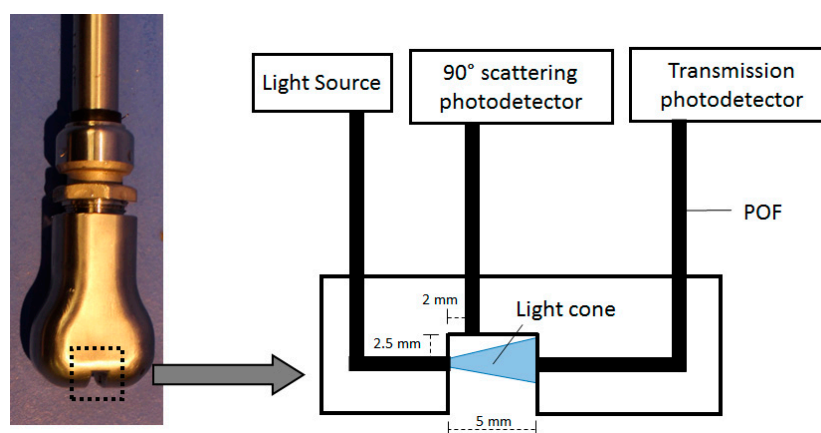 Light Source
90° scattering
photodetector
Transmission
photodetector
POF
2 mm
Light cone
2.5 mm
5 mm